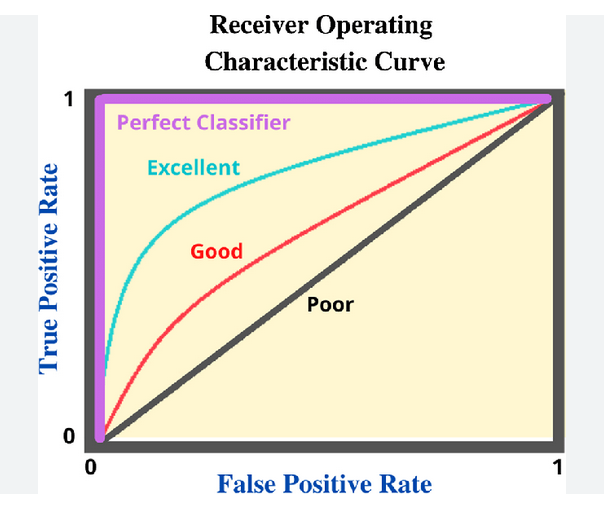 Receiver Operating
Characteristic Curve
1
Perfect Classifier
Excellent
Good
Poor
True Positive Rate
0
0
1
False Positive Rate